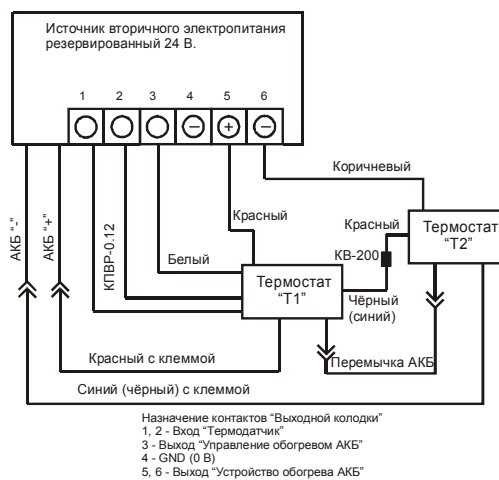 Источник вторичного электропитания
резервированный 24 В.
1 2 3 4 5 6
Коричневый
АКБ "-"
АКБ "+"
КПВР-0.12
Красный
Красный
Белый
КВ-200
Термостат
"Т2"
Термостат
"Т1"
Чёрный
(синий)
Красный с клеммой
Перемычка АКБ
Синий (чёрный) с клеммой
Назначение контактов "Выходной колодки"
1, 2 - Вход "Термодатчик"
3 - Выход "Управление обогревом АКБ"
4 - GND (0 В)
5, 6 - Выход "Устройство обогрева АКБ"